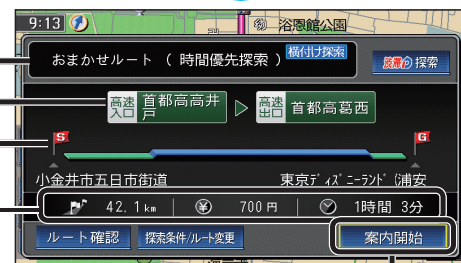 9:13 浴恩館公園
おまかせルート ( 時間優先探索 ) 横付け探索 渋滞の探索
高速入口 首都高高井戸 ▷ 高速出口 首都高葛西
S G
小金井市五日市街道 東京ディズニーランド (浦安
42.1km ¥ 700円 1時間 3分
ルート確認 探索条件/ルート変更 案内開始